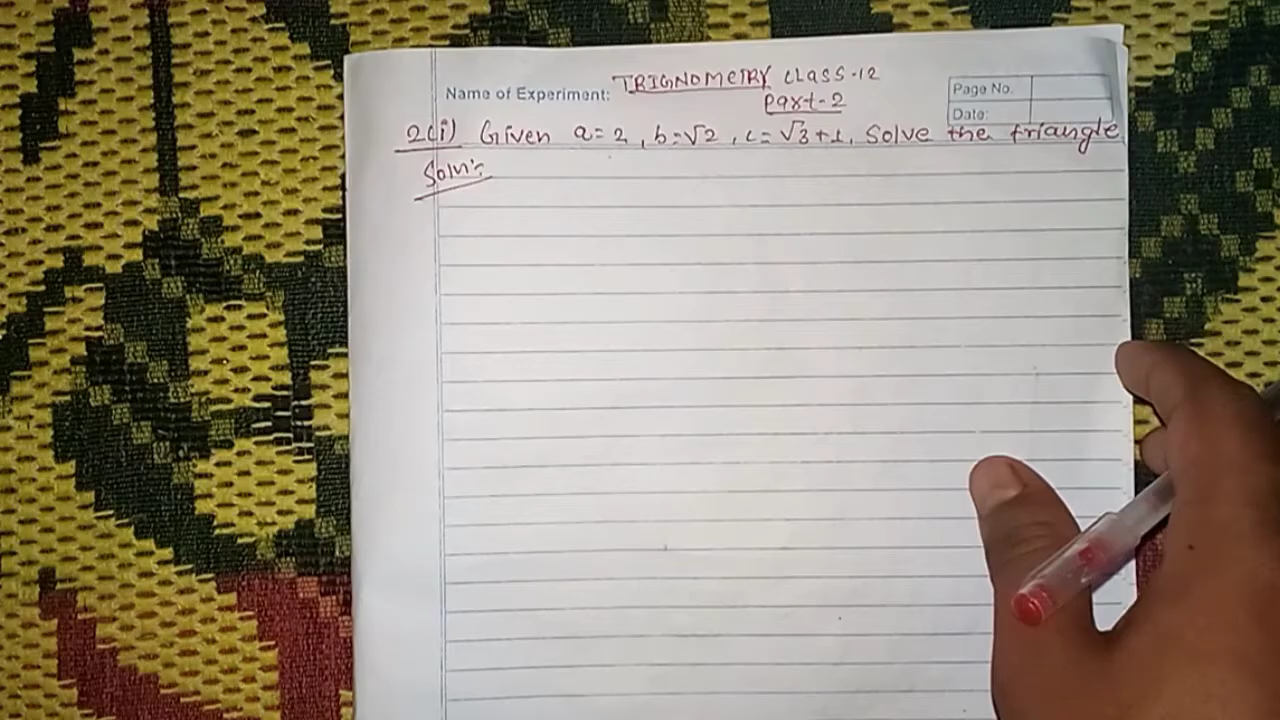 TRIGNOMETRY CLASS-12
Name of Experiment:
Part-2
Page No.
Date:
2(i) Given a=2, b=√2, c=√3+1, Solve the triangle
Soln:-